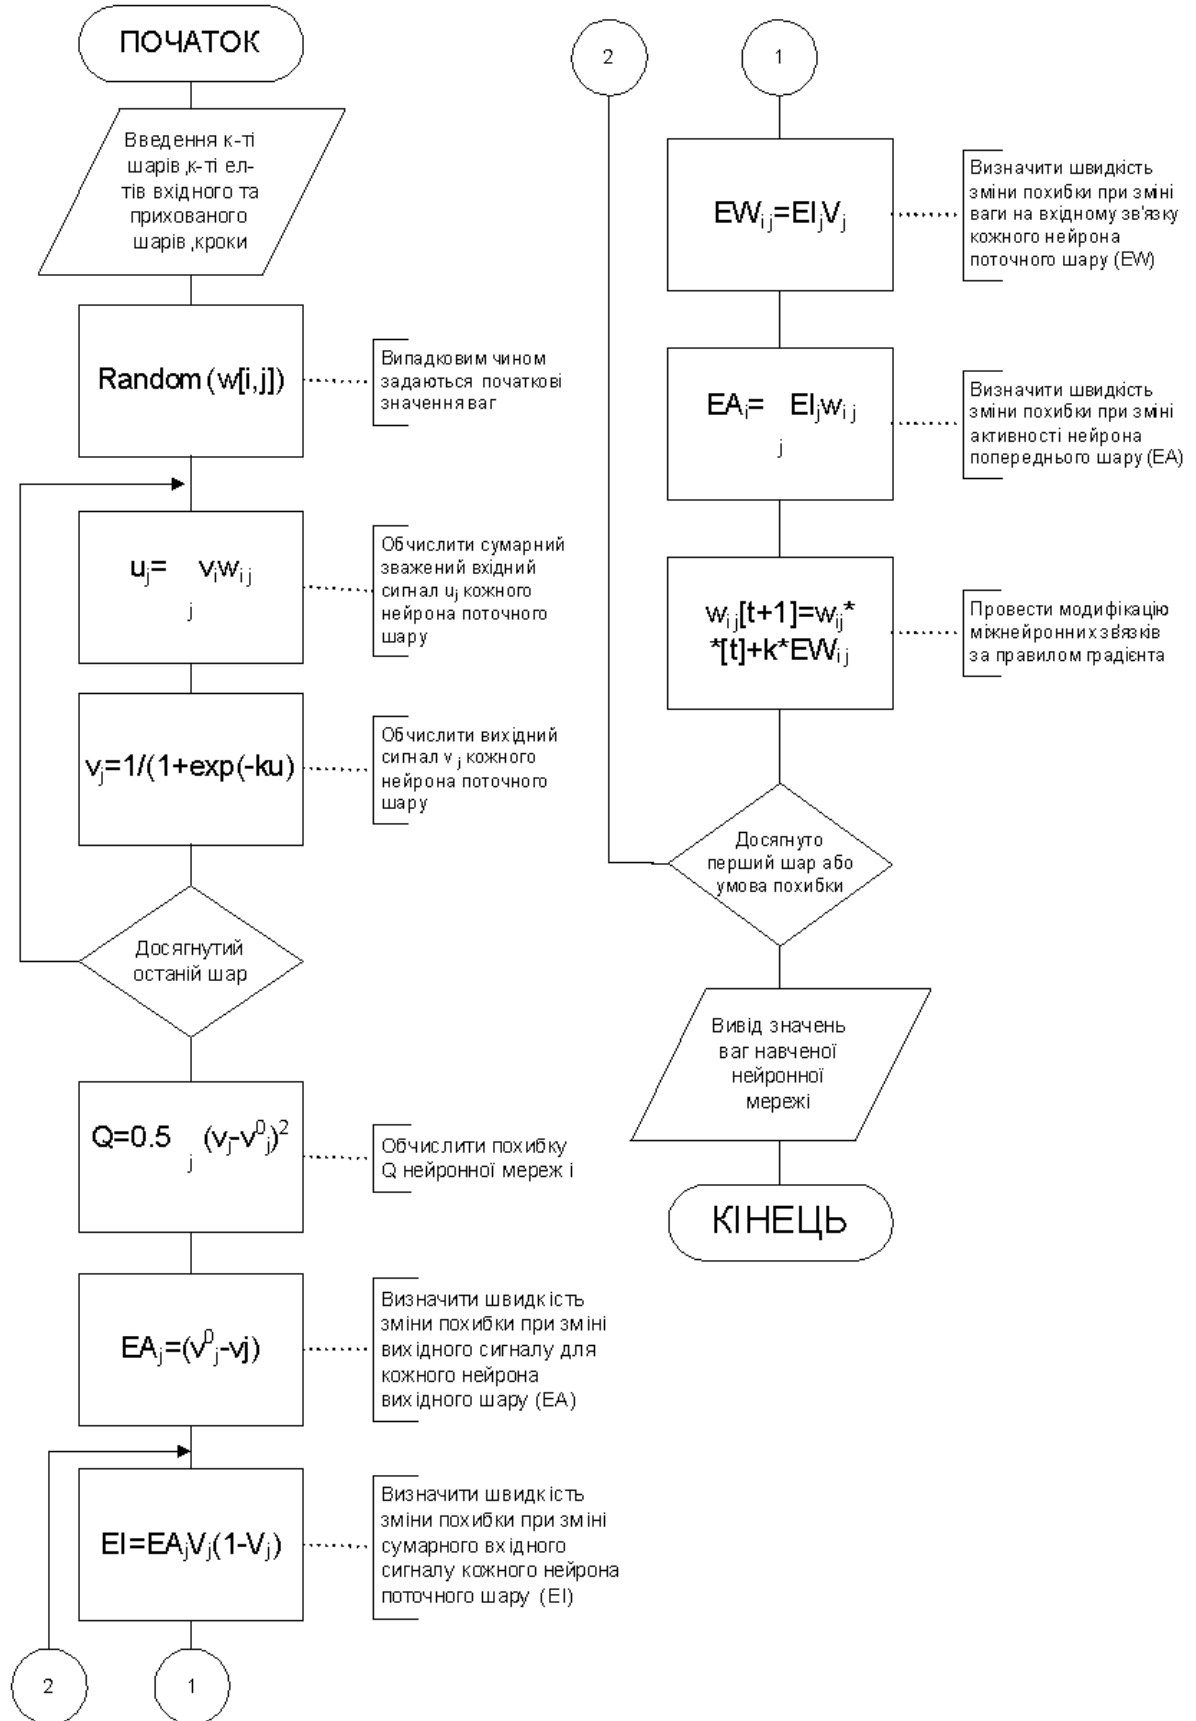 ПОЧАТОК
Введення к-ті
шарів,к-ті ел-
тів вхідного та
прихованого
шарів,кроки
Random(w[i,j])
Випадковим чином
задаються початкові
значення ваг
uj= viwij
j
Обчислити сумарний
зважений вхідний
сигнал uj кожного
нейрона поточного
шару
vj=1/(1+exp(-ku)
Обчислити вихідний
сигнал vj кожного
нейрона поточного
шару
Досягнутий
останій шар
Q=0.5 (vj-v0j)2
j
Обчислити похибку
Q нейронної мережі
EAj=(v0j-vj)
Визначити швидкість
зміни похибки при зміні
вихідного сигналу для
кожного нейрона
вихідного шару (EA)
EI=EAjVj(1-Vj)
Визначити швидкість
зміни похибки при зміні
сумарного вхідного
сигналу кожного нейрона
поточного шару (EI)
2
1
2
1
EWij=EIjVj
Визначити швидкість
зміни похибки при зміні
ваги на вхідному зв'язку
кожного нейрона
поточного шару (EW)
EAi= EIjwij
j
Визначити швидкість
зміни похибки при зміні
активності нейрона
попереднього шару (EA)
wij[t+1]=wij*
*[t]+k*EWij
Провести модифікацію
міжнейронних зв'язків
за правилом градієнта
Досягнуто
перший шар або
умова похибки
Вивід значень
ваг навченої
нейронної
мережі
КІНЕЦЬ